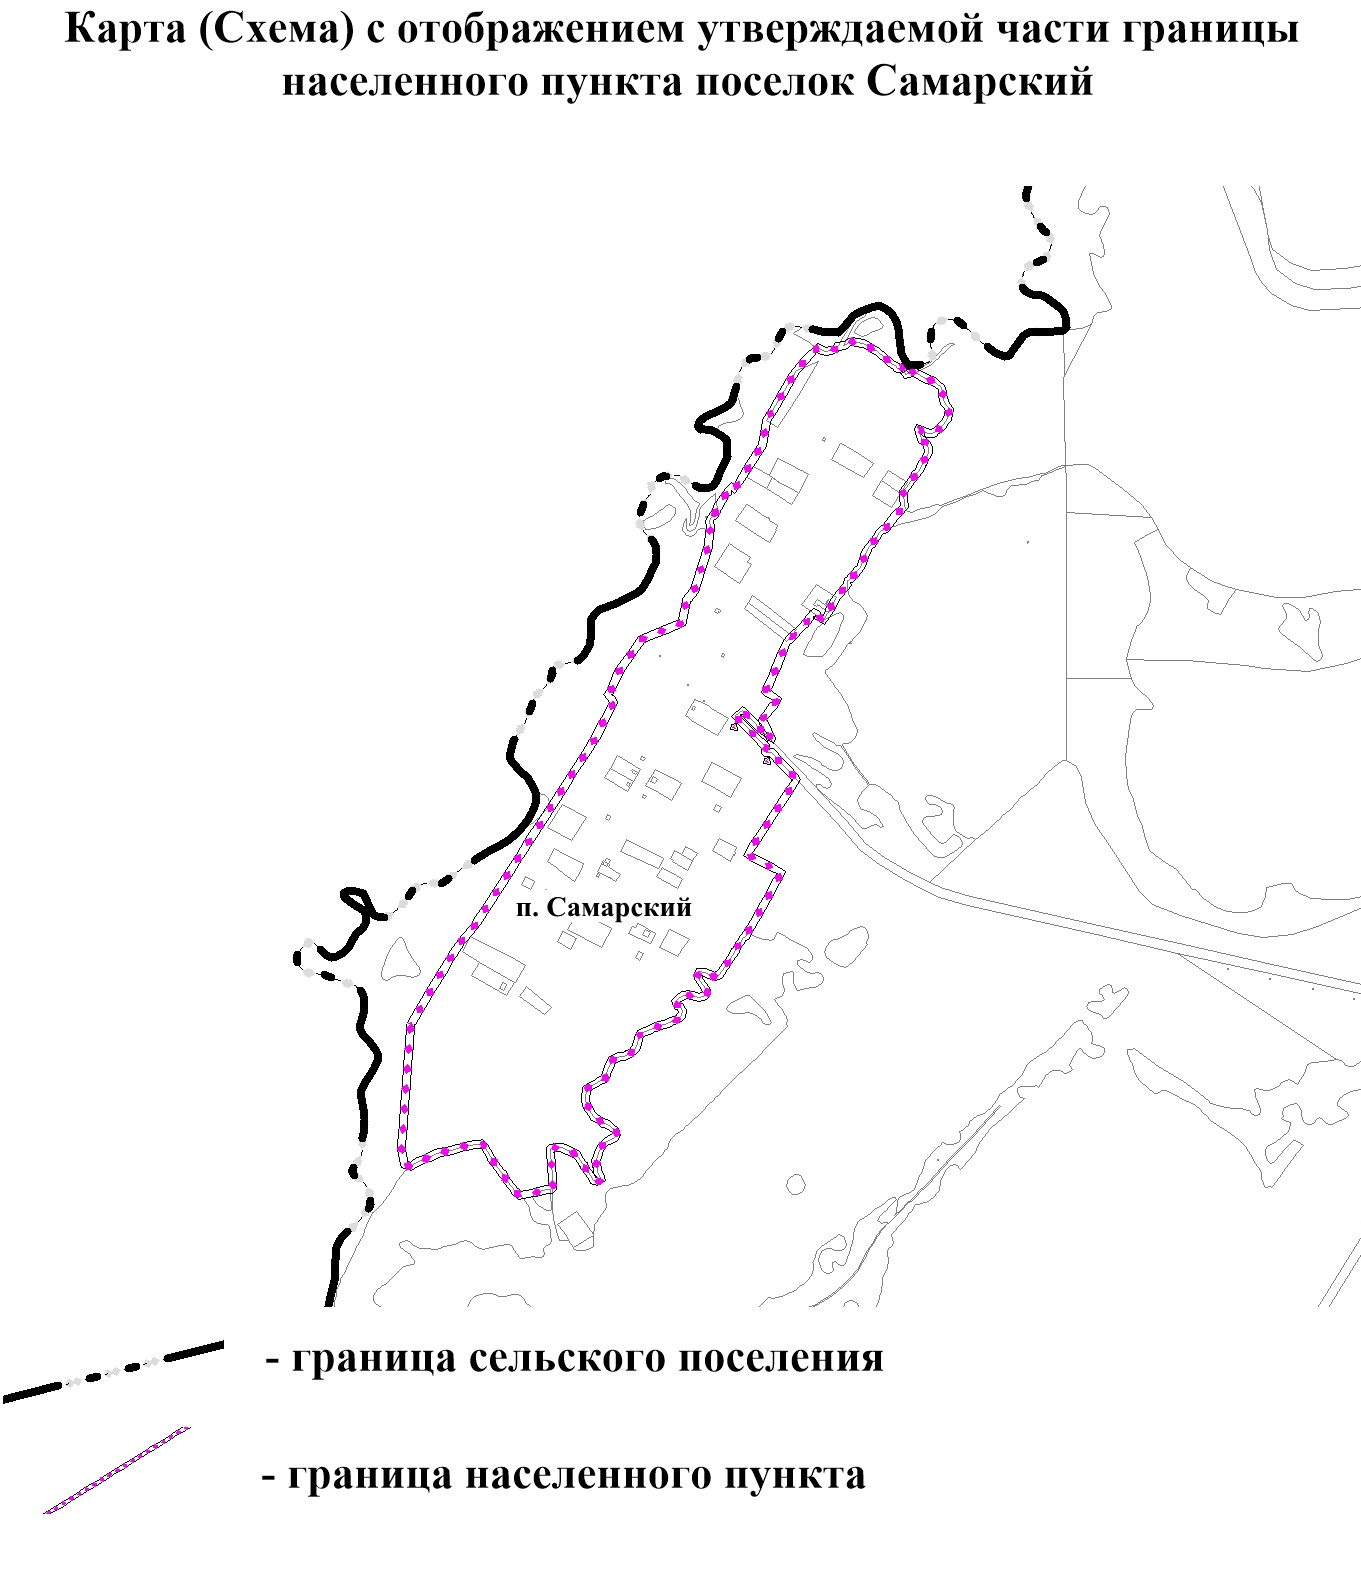 Карта (Схема) с отображением утверждаемой части границы
населенного пункта поселок Самарский
п. Самарский
- граница сельского поселения
- граница населенного пункта